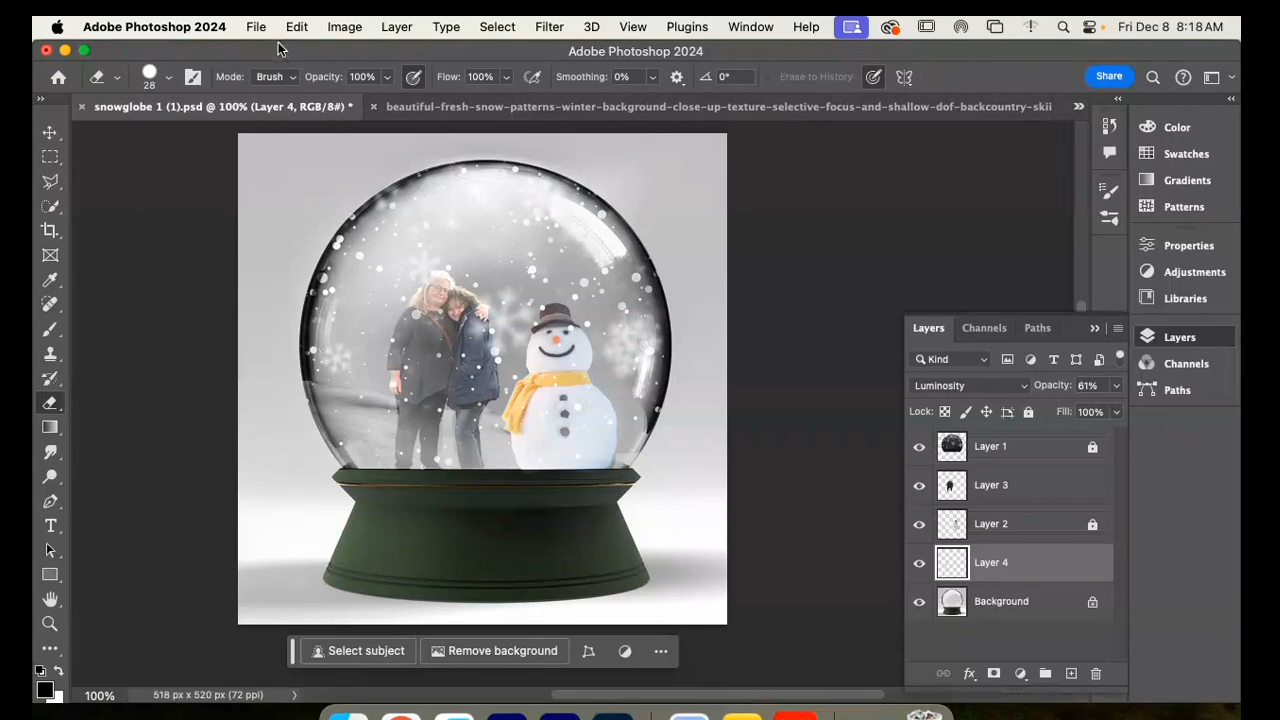 Adobe Photoshop 2024 File Edit Image Layer Type Select Filter 3D View Plugins Window Help Fri Dec 8 8:18 AM
Adobe Photoshop 2024
28 Mode: Brush Opacity: 100% Flow: 100% Smoothing: 0% 0° Erase to History Share
snowglobe 1 (1).psd @ 100% (Layer 4, RGB/8#) * beautiful-fresh-snow-patterns-winter-background-close-up-texture-selective-focus-and-shallow-dof-backcountry-skii
Color
Swatches
Gradients
Patterns
Properties
Adjustments
Libraries
Layers
Channels
Paths
Layers Channels Paths
Kind
Luminosity Opacity: 61%
Lock: Fill: 100%
Layer 1
Layer 3
Layer 2
Layer 4
Background
Select subject Remove background
100% 518 px x 520 px (72 ppi)